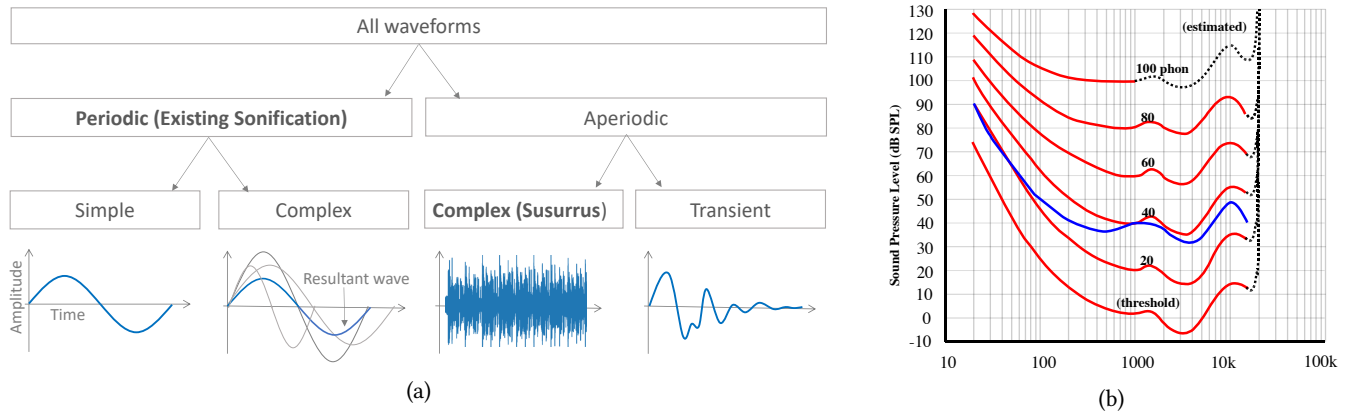 All waveforms
Periodic (Existing Sonification)
Aperiodic
Simple
Complex
Complex (Susurrus)
Transient
Amplitude
Time
Resultant wave
(a)
Sound Pressure Level (dB SPL)
130
120
110
100
90
80
70
60
50
40
30
20
10
0
-10
(estimated)
100 phon
80
60
40
20
(threshold)
10
100
1000
10k
100k
(b)